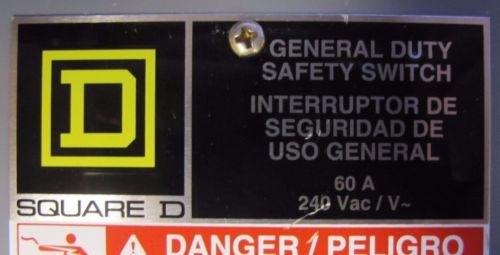 D
SQUARE D
GENERAL DUTY
SAFETY SWITCH
INTERRUPTOR DE
SEGURIDAD DE
USO GENERAL
60 A
240 Vac / V~
DANGER / PELIGRO